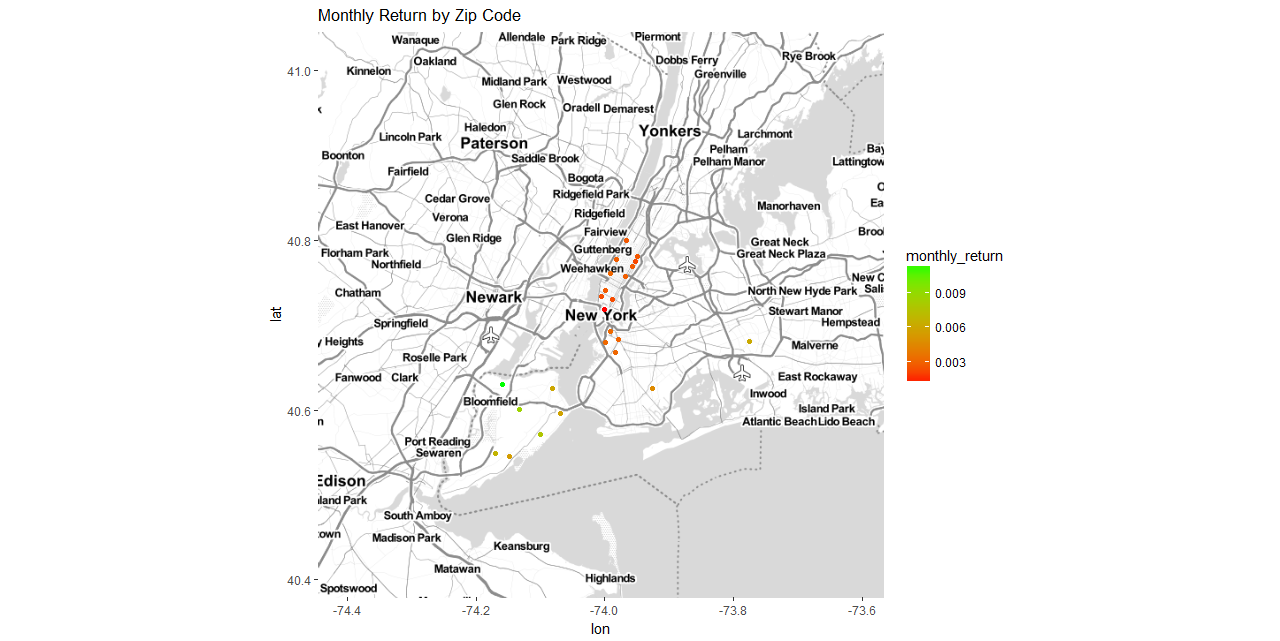 Monthly Return by Zip Code
Wanaque
Allendale
Park Ridge
Piermont
Oakland
Dobbs Ferry
Rye Brook
41.0
Kinnelon
Greenville
Midland Park
Westwood
Glen Rock
Oradell
Demarest
Haledon
Yonkers
Larchmont
Lincoln Park
Paterson
Pelham
Bay
Boonton
Saddle Brook
Pelham Manor
Lattingtow
Fairfield
Bogota
Cedar Grove
Ridgefield Park
Ea
Verona
Ridgefield
Manorhaven
East Hanover
Fairview
Broo
40.8
Glen Ridge
Guttenberg
Great Neck
Florham Park
Great Neck Plaza
Northfield
Weehawken
New C
Chatham
Newark
North New Hyde Park
Sali
New York
Stewart Manor
Springfield
Hempstead
y Heights
Malverne
Roselle Park
Fanwood
Clark
East Rockaway
Inwood
Bloomfield
Island Park
40.6
n
Atlantic Beach
Lido Beach
Port Reading
Sewaren
Edison
land Park
South Amboy
own
Madison Park
Keansburg
Matawan
Highlands
40.4
Spotswood
-74.4
-74.2
-74.0
-73.8
-73.6
lon
lat
monthly_return
0.009
0.006
0.003